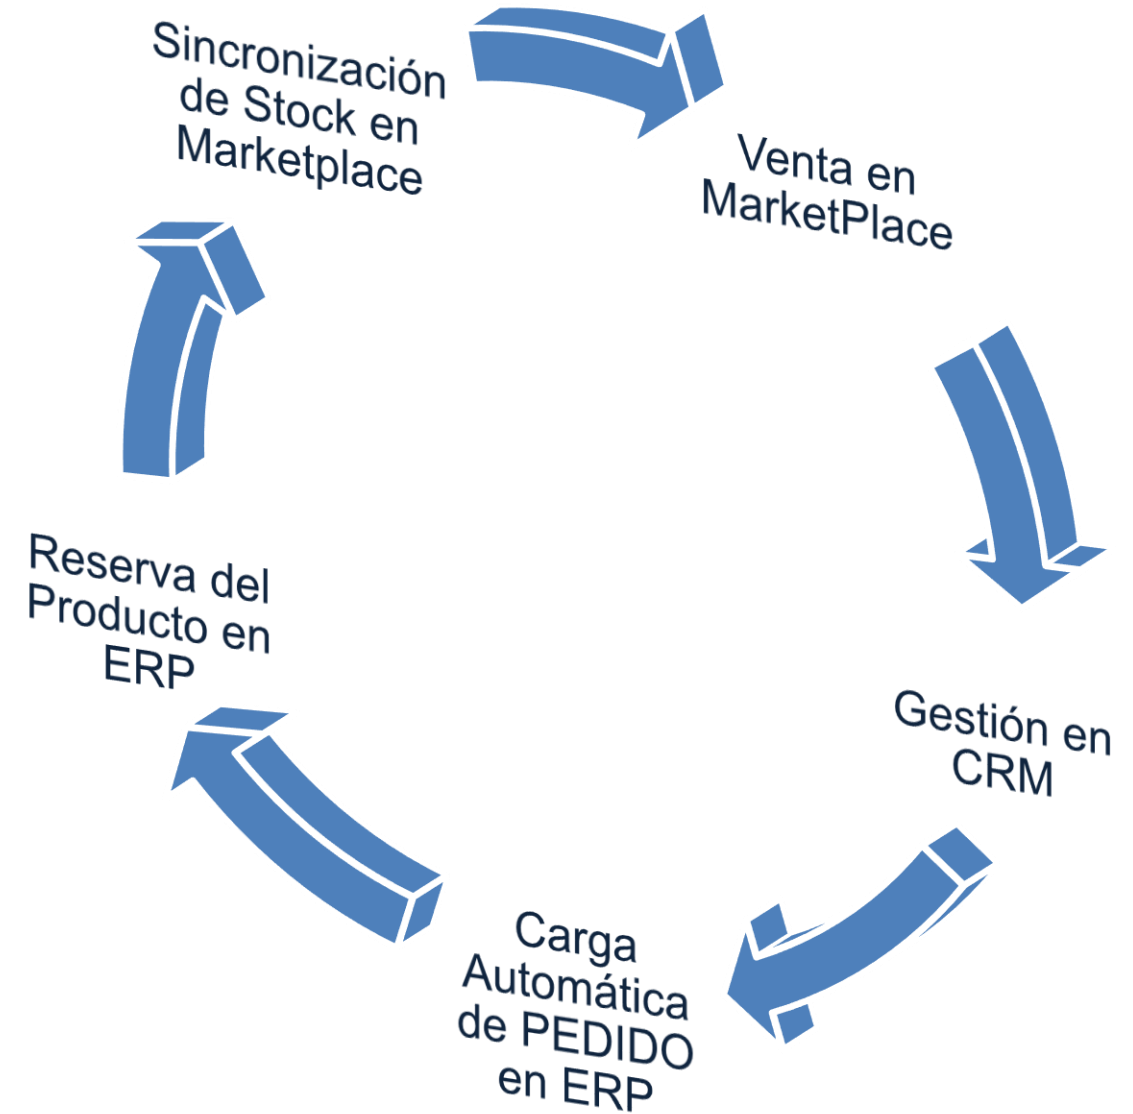 Sincronización
de Stock en
Marketplace
Venta en
MarketPlace
Gestión en
CRM
Carga
Automática
de PEDIDO
en ERP
Reserva del
Producto en
ERP